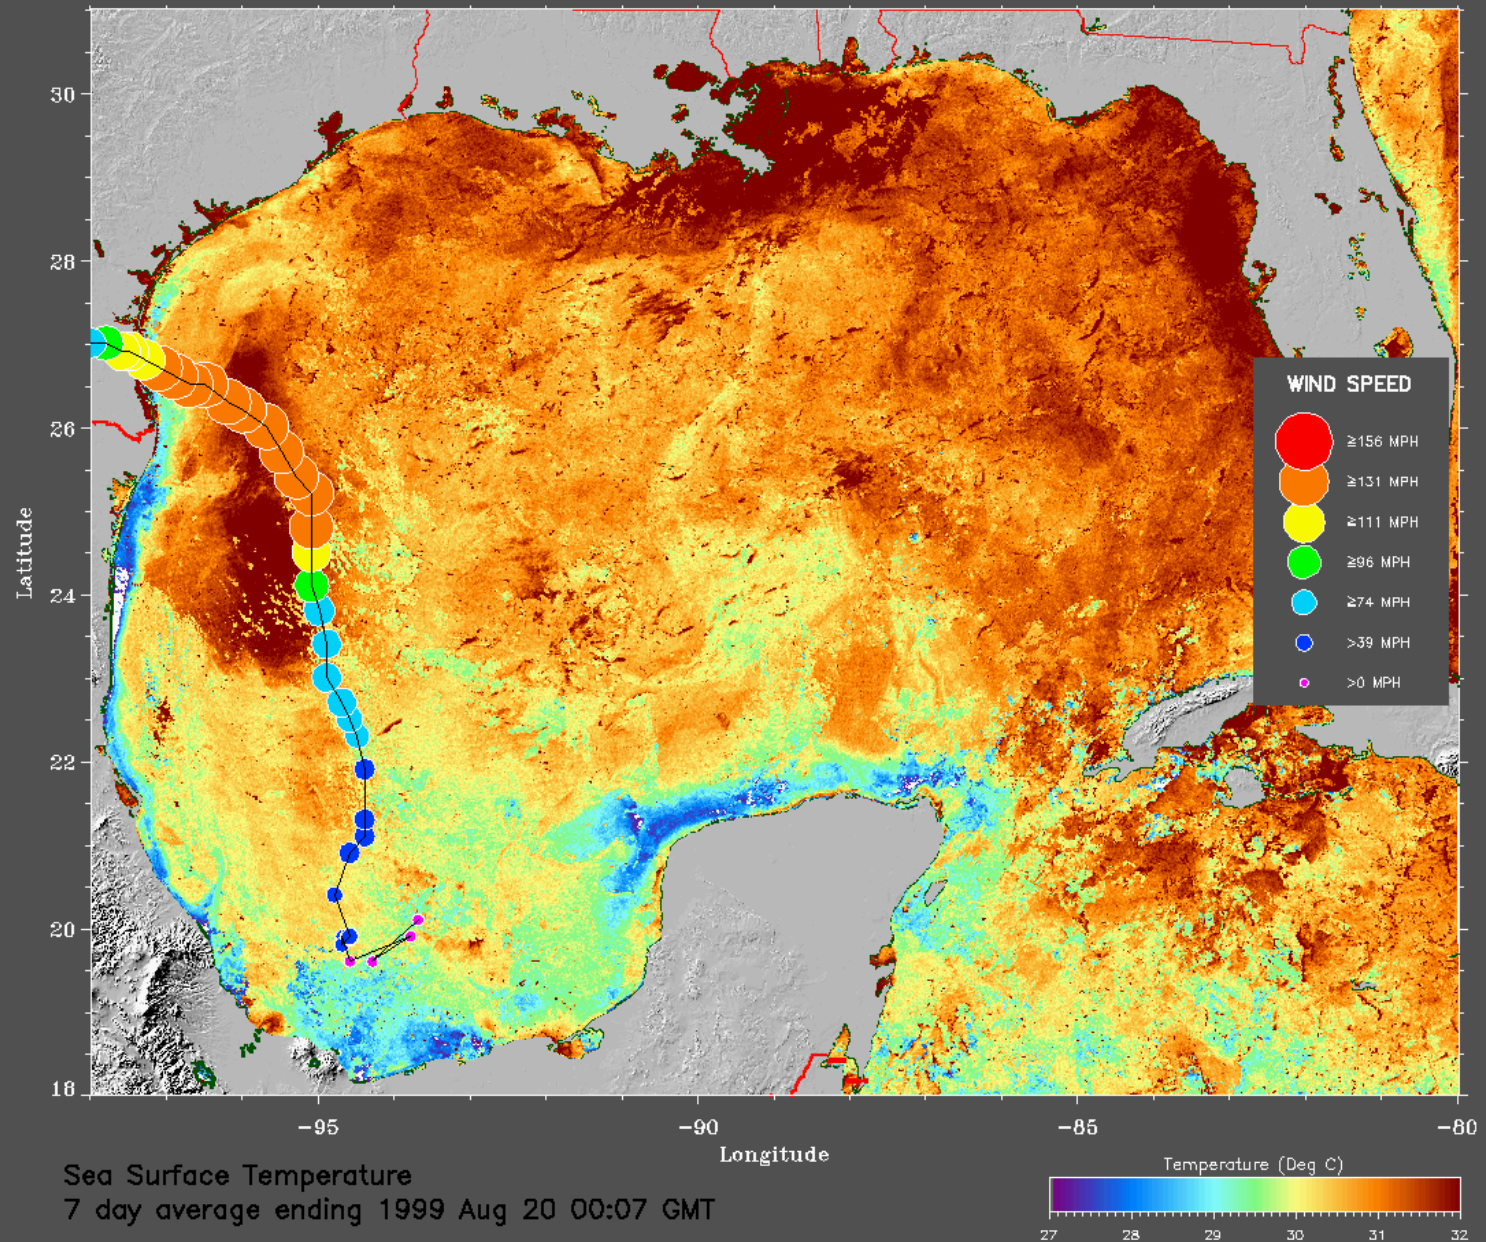 30
28
26
24
22
20
18
Latitude
WIND SPEED
≥156 MPH
≥131 MPH
≥111 MPH
≥96 MPH
≥74 MPH
>39 MPH
>0 MPH
-95 -90 -85 -80
Longitude
Sea Surface Temperature
7 day average ending 1999 Aug 20 00:07 GMT
Temperature (Deg C)
27 28 29 30 31 32